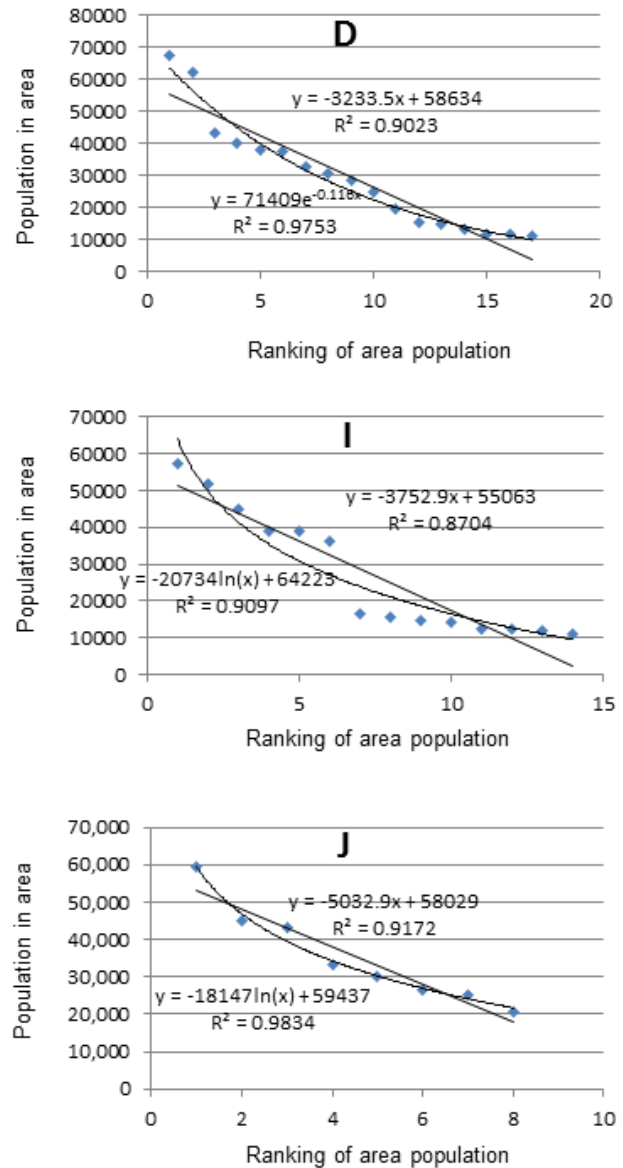 D
80000
70000
60000
50000
40000
30000
20000
10000
0
Population in area
y = -3233.5x + 58634
R² = 0.9023
y = 71409e^-0.118x
R² = 0.9753
0 5 10 15 20
Ranking of area population
I
70000
60000
50000
40000
30000
20000
10000
0
Population in area
y = -3752.9x + 55063
R² = 0.8704
y = -20734ln(x) + 64223
R² = 0.9097
0 5 10 15
Ranking of area population
J
70,000
60,000
50,000
40,000
30,000
20,000
10,000
0
Population in area
y = -5032.9x + 58029
R² = 0.9172
y = -18147ln(x) + 59437
R² = 0.9834
0 2 4 6 8 10
Ranking of area population